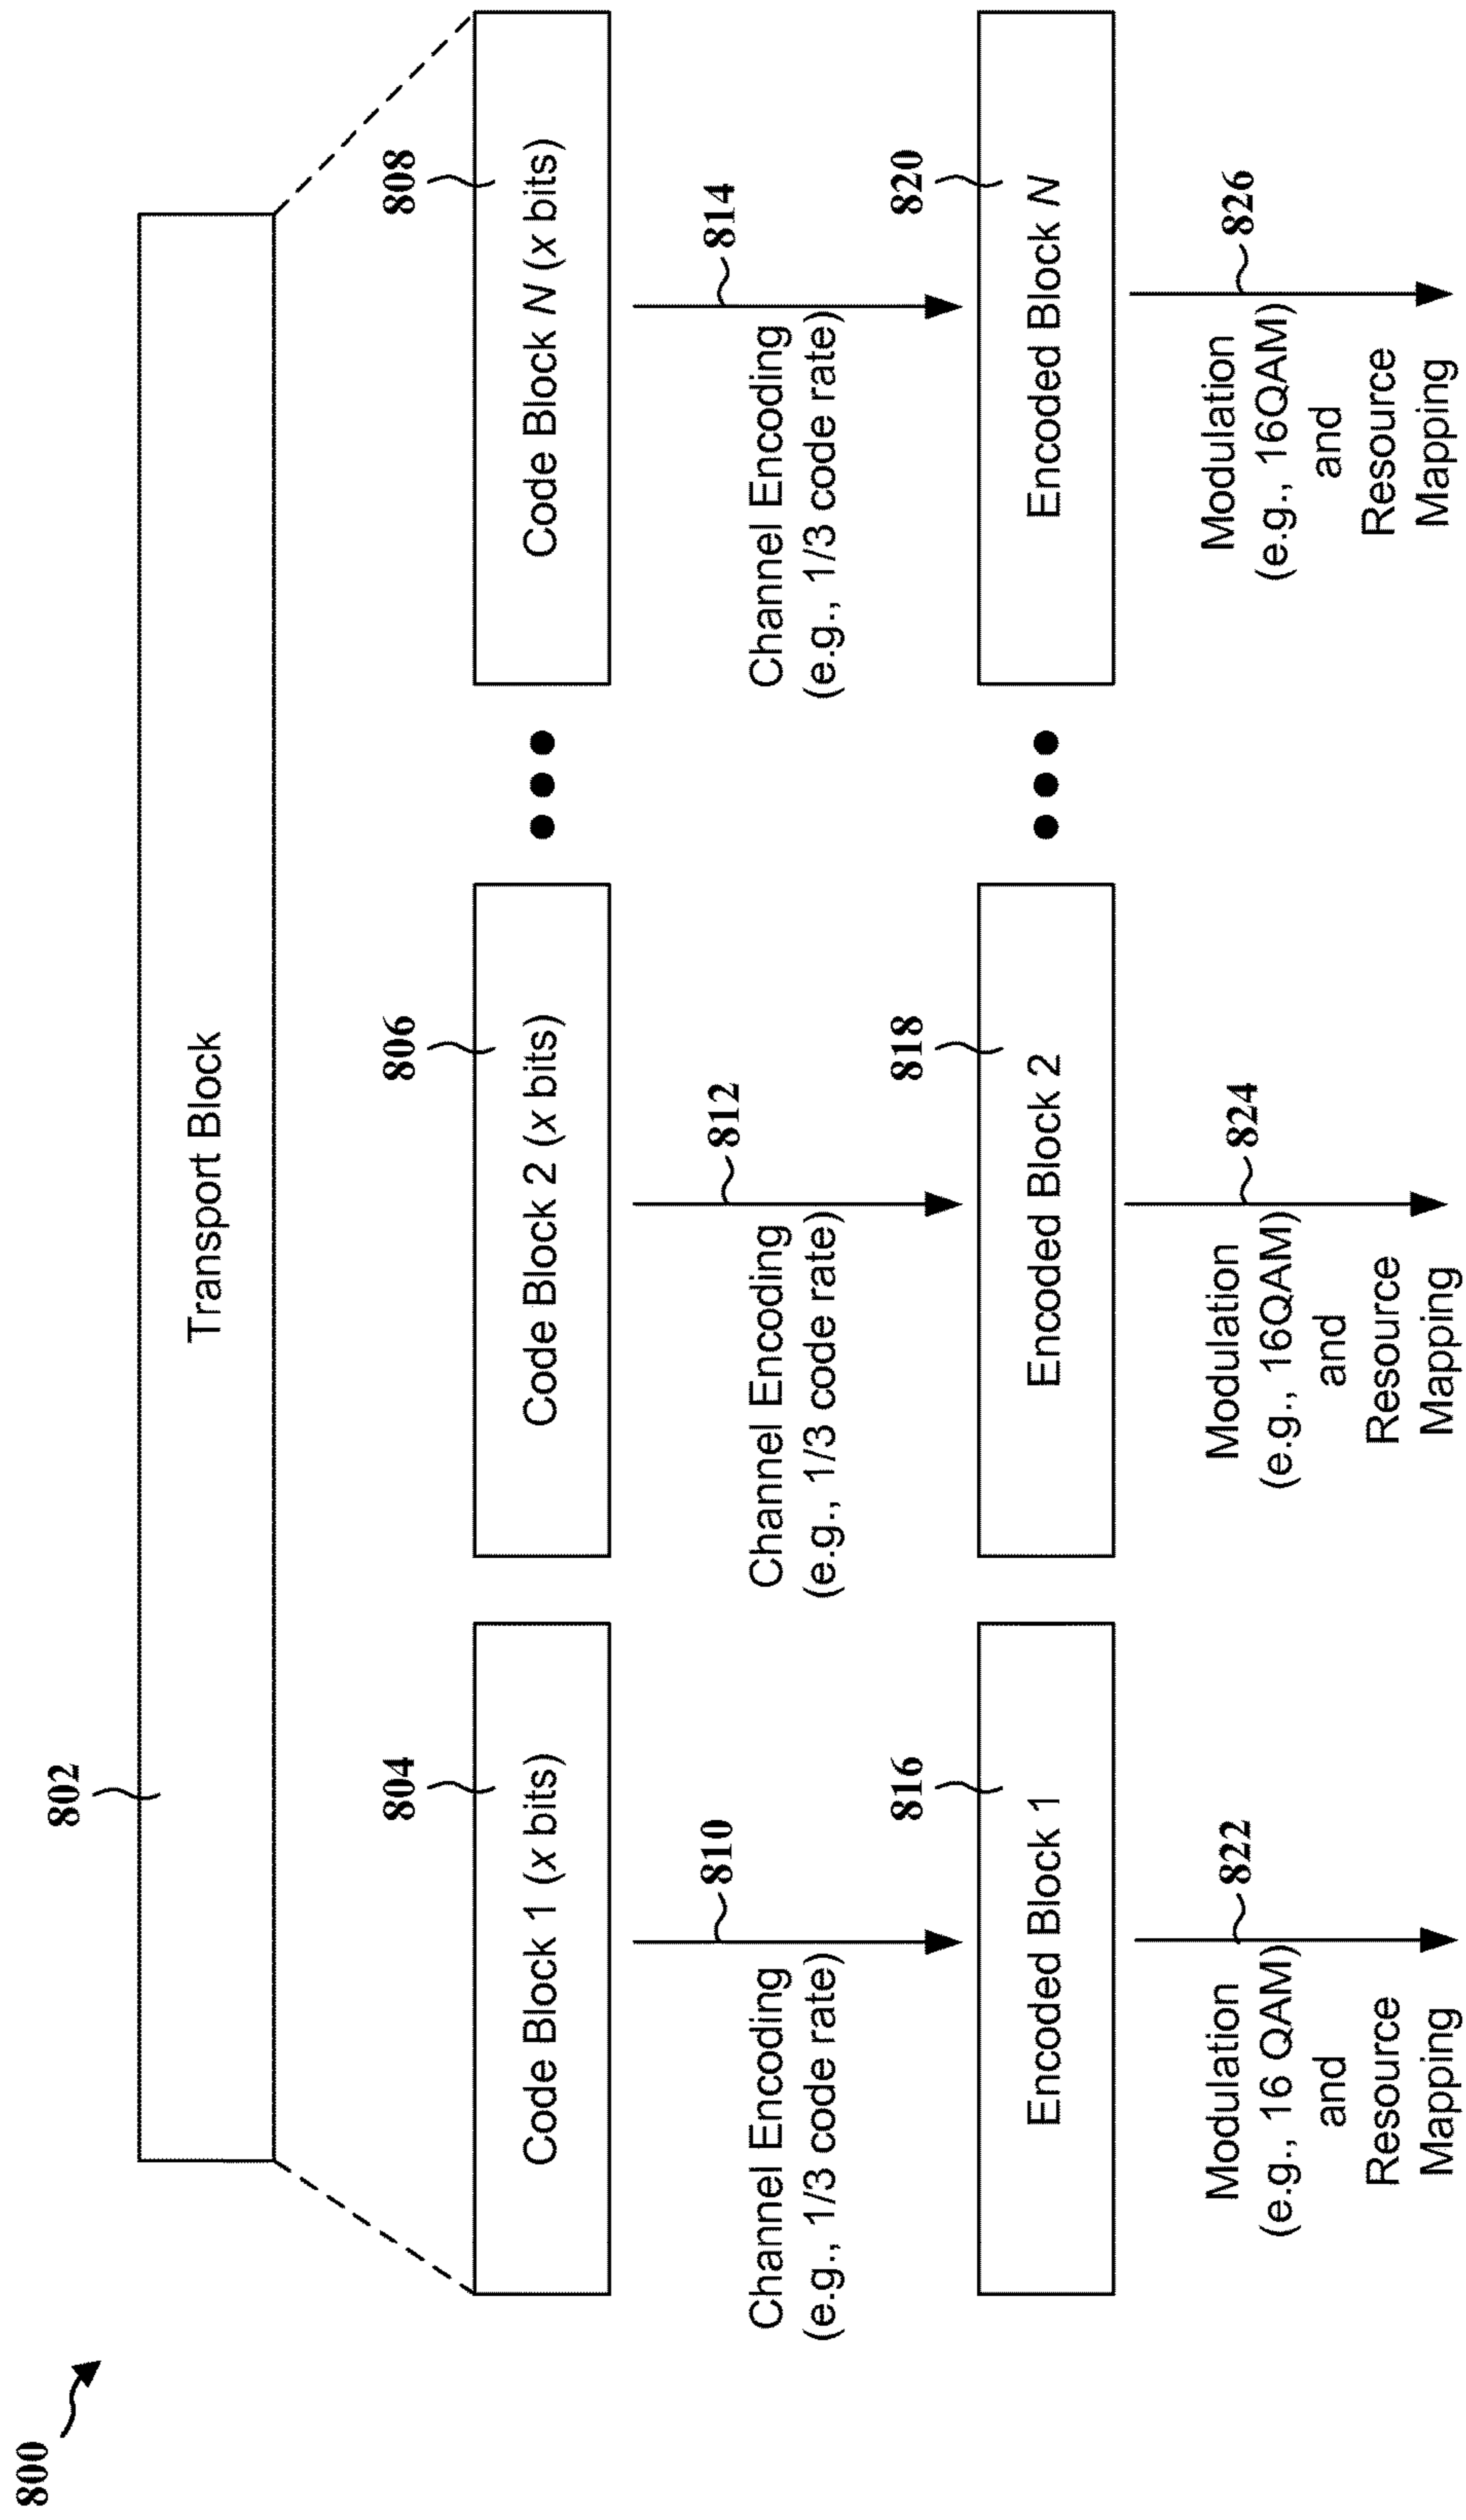 800
802
Transport Block
804
806
808
Code Block 1 (x bits)
Code Block 2 (x bits)
Code Block N (x bits)
810
812
814
Channel Encoding
(e.g., 1/3 code rate)
Channel Encoding
(e.g., 1/3 code rate)
Channel Encoding
(e.g., 1/3 code rate)
816
818
820
Encoded Block 1
Encoded Block 2
Encoded Block N
822
824
826
Modulation
(e.g., 16 QAM)
and
Resource
Mapping
Modulation
(e.g., 16QAM)
and
Resource
Mapping
Modulation
(e.g., 16QAM)
and
Resource
Mapping